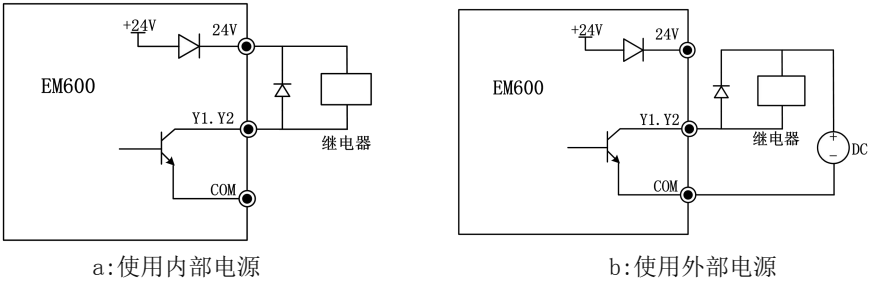 +24V
24V
EM600
Y1.Y2
继电器
COM
a:使用内部电源
+24V
24V
EM600
Y1.Y2
继电器
+
−
DC
COM
b:使用外部电源